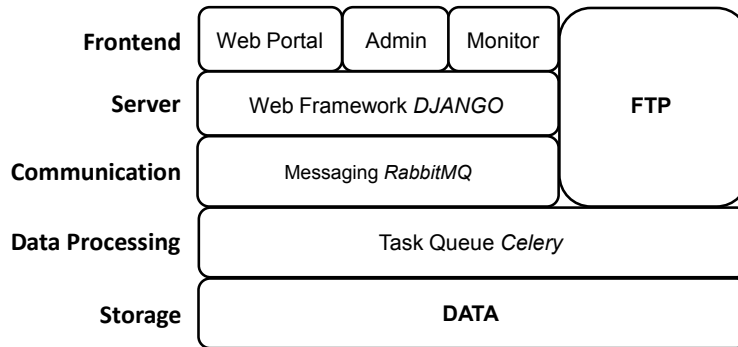 Frontend Web Portal Admin Monitor
Server Web Framework DJANGO FTP
Communication Messaging RabbitMQ
Data Processing Task Queue Celery
Storage DATA